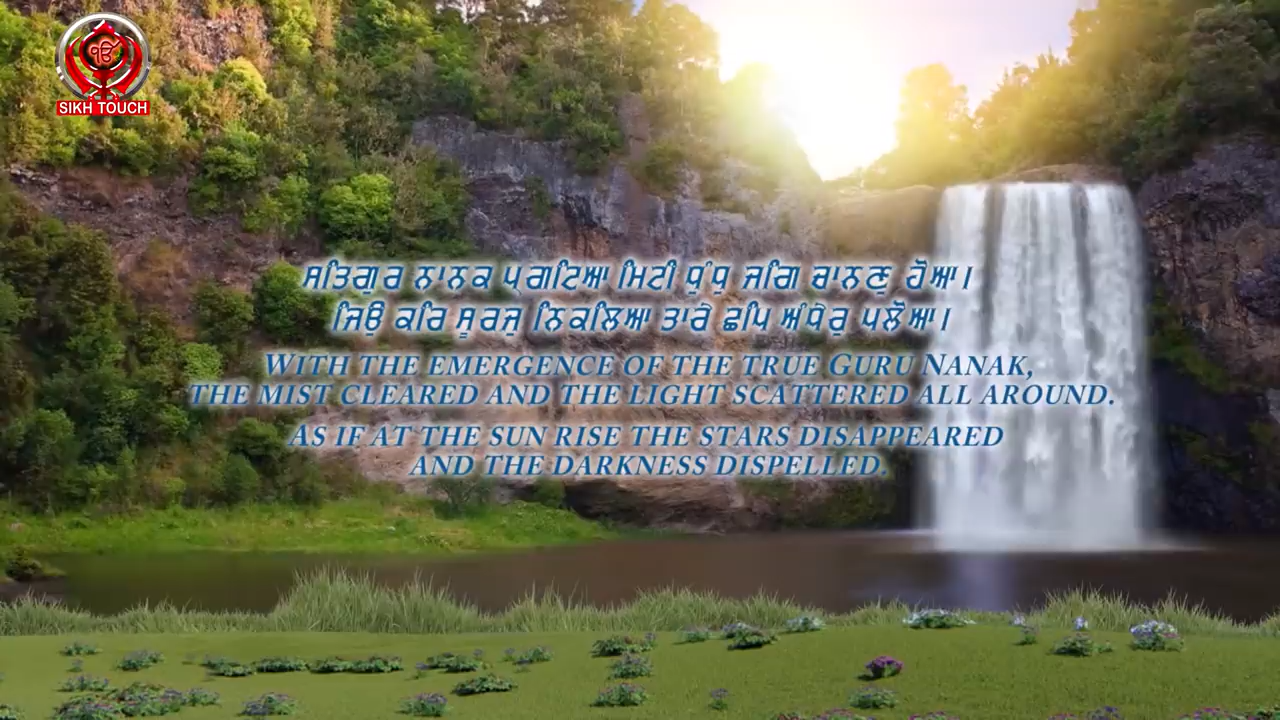 ੴ
SIKH TOUCH
ਸਤਿਗੁਰ ਨਾਨਕ ਪ੍ਰਗਟਿਆ ਮਿਟੀ ਧੁੰਧੁ ਜਗਿ ਚਾਨਣੁ ਹੋਆ।
ਜਿਉ ਕਰਿ ਸੂਰਜੁ ਨਿਕਲਿਆ ਤਾਰੇ ਛਪਿ ਅੰਧੇਰੁ ਪਲੋਆ।
WITH THE EMERGENCE OF THE TRUE GURU NANAK,
THE MIST CLEARED AND THE LIGHT SCATTERED ALL AROUND.
AS IF AT THE SUN RISE THE STARS DISAPPEARED
AND THE DARKNESS DISPELLED.